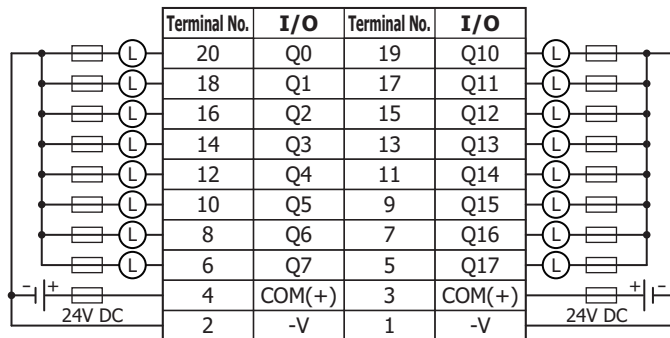 Terminal No. I/O Terminal No. I/O
L 20 Q0 19 Q10 L
L 18 Q1 17 Q11 L
L 16 Q2 15 Q12 L
L 14 Q3 13 Q13 L
L 12 Q4 11 Q14 L
L 10 Q5 9 Q15 L
L 8 Q6 7 Q16 L
L 6 Q7 5 Q17 L
- + 4 COM(+) 3 COM(+) + -
24V DC 2 -V 1 -V 24V DC